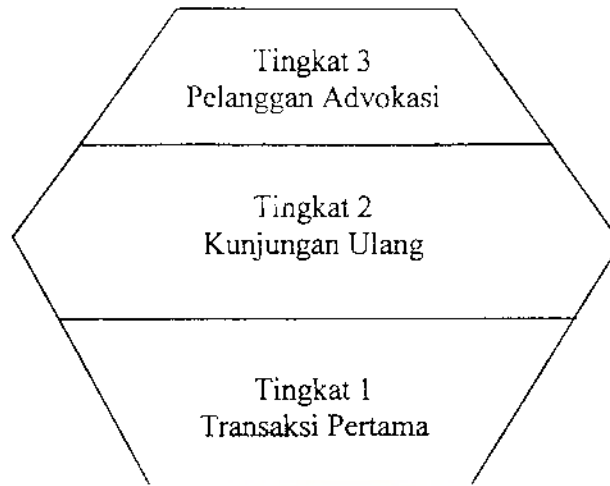 Tingkat 3
Pelanggan Advokasi
Tingkat 2
Kunjungan Ulang
Tingkat 1
Transaksi Pertama